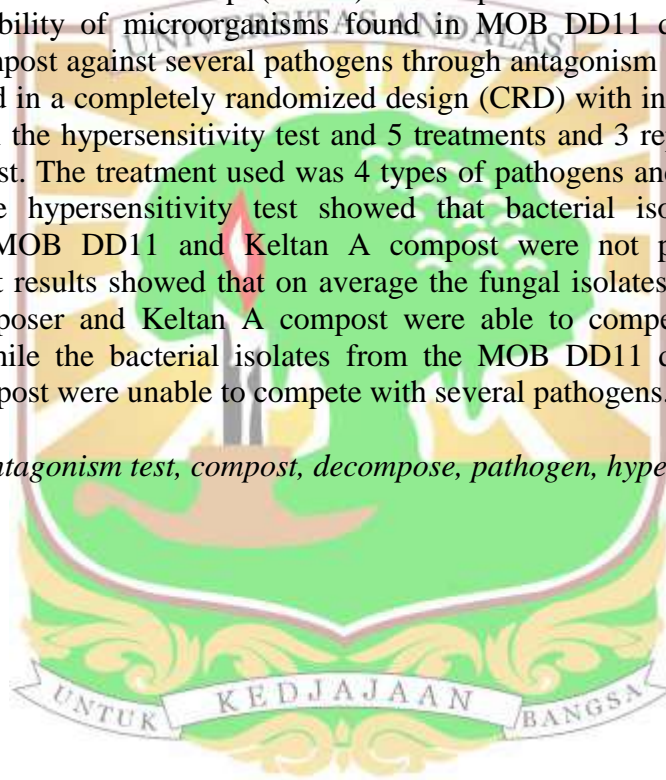 bility of microorganisms found in MOB DD11 d
UNIVERSITAS ANDALAS
npost against several pathogens through antagonism
d in a completely randomized design (CRD) with in
the hypersensitivity test and 5 treatments and 3 re
st. The treatment used was 4 types of pathogens an
e hypersensitivity test showed that bacterial iso
MOB DD11 and Keltan A compost were not p
t results showed that on average the fungal isolates
poser and Keltan A compost were able to compe
hile the bacterial isolates from the MOB DD11 d
post were unable to compete with several pathogens.
ntagonism test, compost, decompose, pathogen, hype
UNTUK KEDJAJAAN BANGSA